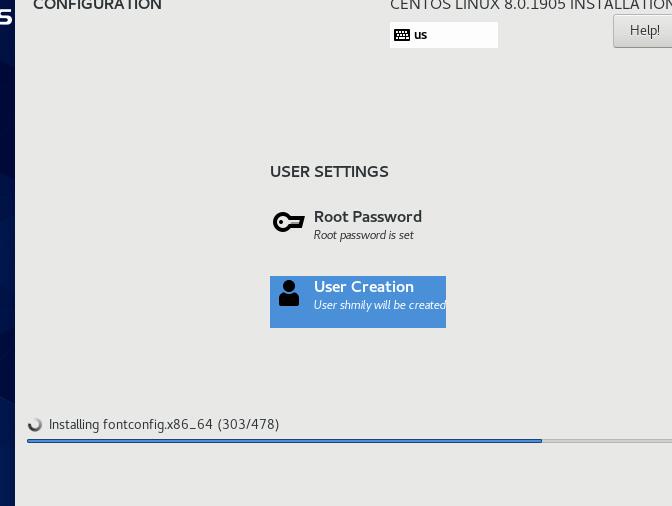 CONFIGURATION
CENTOS LINUX 8.0.1905 INSTALLATION
us
Help!
USER SETTINGS
Root Password
Root password is set
User Creation
User shmily will be created
Installing fontconfig.x86_64 (303/478)